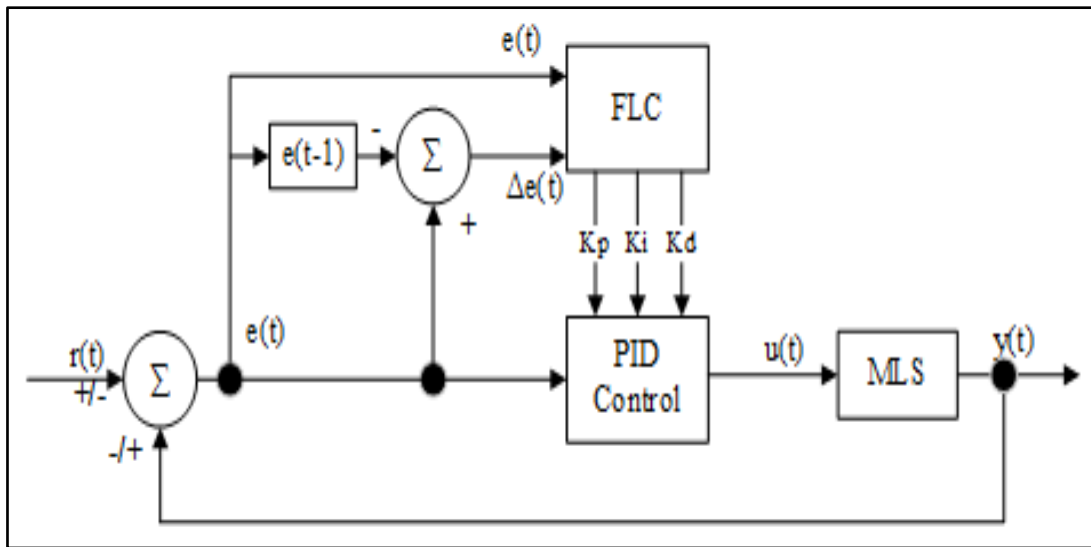 e(t)
FLC
e(t-1)
-
Σ
Δe(t)
+
Kp
Ki
Kd
r(t)
+/-
Σ
e(t)
-/+
PID
Control
u(t)
MLS
y(t)